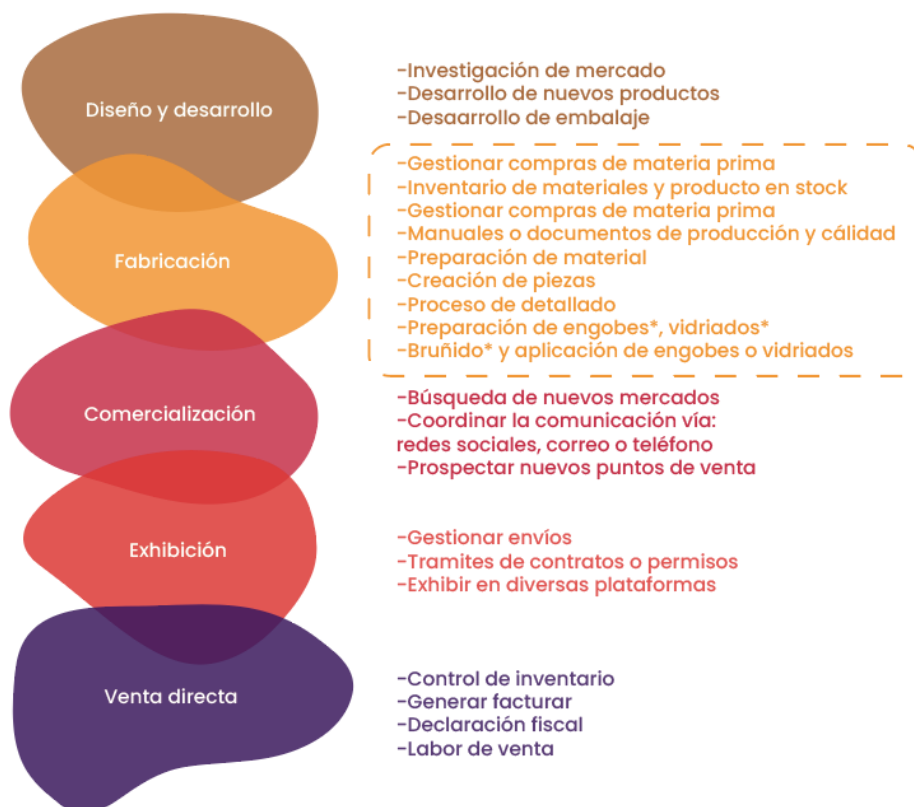 Diseño y desarrollo
-Investigación de mercado
-Desarrollo de nuevos productos
-Desaarrollo de embalaje
Fabricación
-Gestionar compras de materia prima
-Inventario de materiales y producto en stock
-Gestionar compras de materia prima
-Manuales o documentos de producción y cálidad
-Preparación de material
-Creación de piezas
-Proceso de detallado
-Preparación de engobes*, vidriados*
-Bruñido* y aplicación de engobes o vidriados
Comercialización
-Búsqueda de nuevos mercados
-Coordinar la comunicación vía:
redes sociales, correo o teléfono
-Prospectar nuevos puntos de venta
Exhibición
-Gestionar envíos
-Tramites de contratos o permisos
-Exhibir en diversas plataformas
Venta directa
-Control de inventario
-Generar facturar
-Declaración fiscal
-Labor de venta